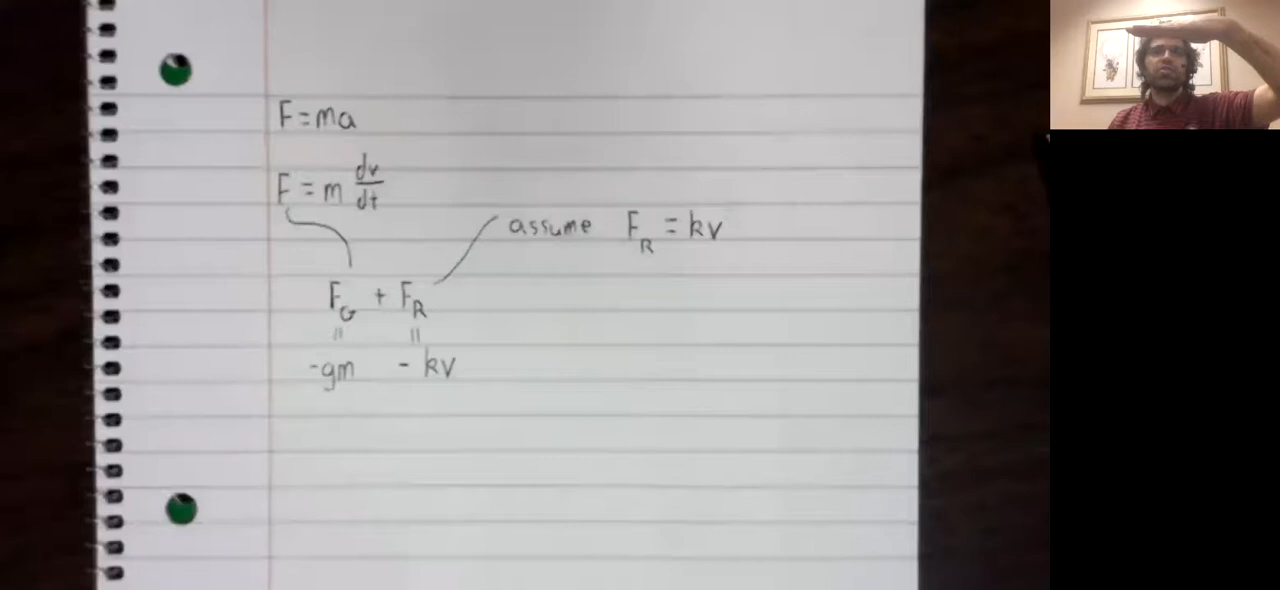 F = ma
F = m dv/dt
assume F_R = kv
F_G + F_R
= =
-gm - kv